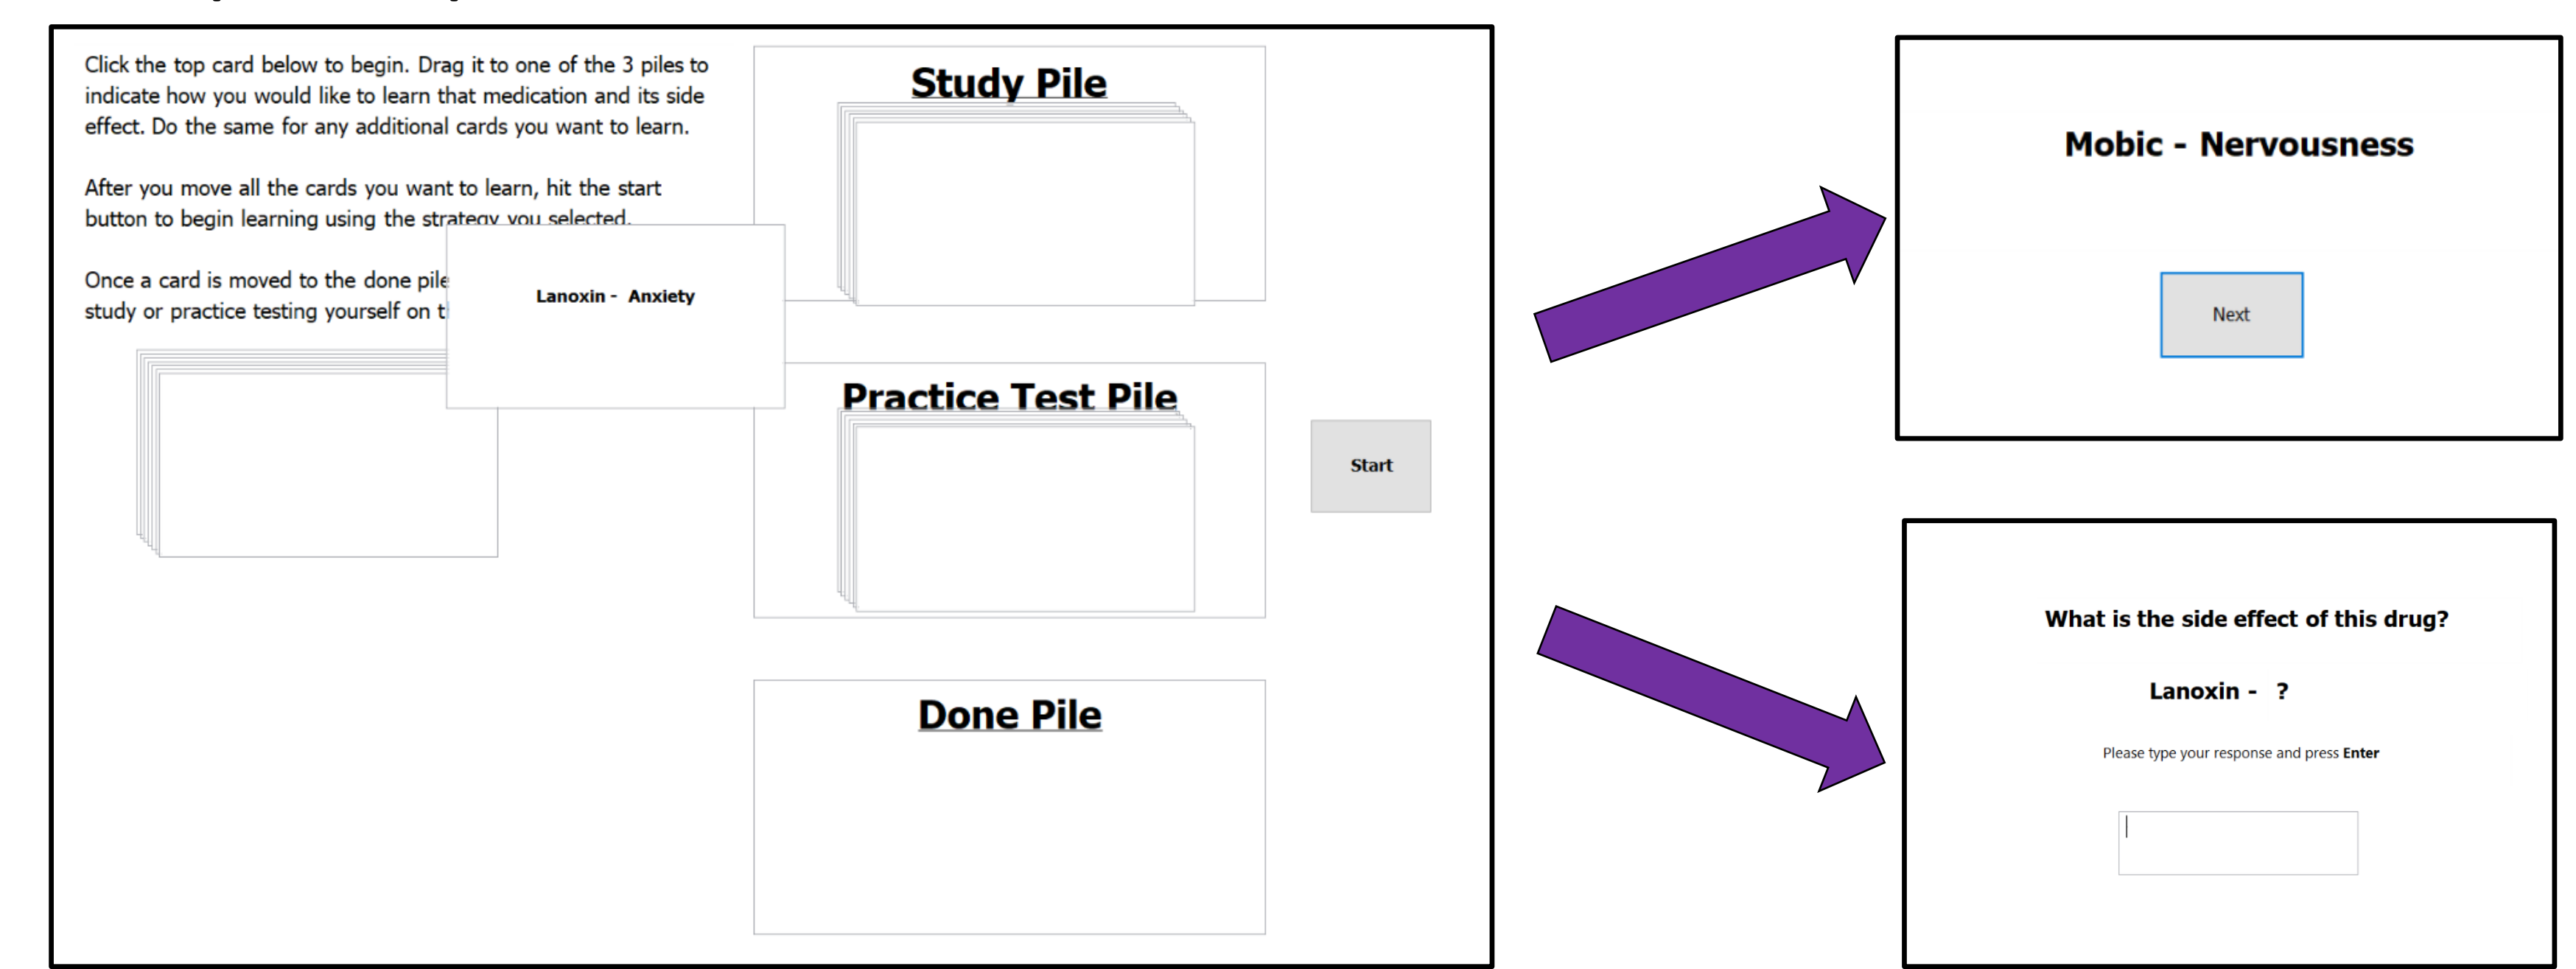 Click the top card below to begin. Drag it to one of the 3 piles to
indicate how you would like to learn that medication and its side
effect. Do the same for any additional cards you want to learn.
After you move all the cards you want to learn, hit the start
button to begin learning using the strategy you selected.
Once a card is moved to the done pile
study or practice testing yourself on
Lanoxin - Anxiety
Study Pile
Practice Test Pile
Done Pile
Start
Mobic - Nervousness
Next
What is the side effect of this drug?
Lanoxin - ?
Please type your response and press Enter